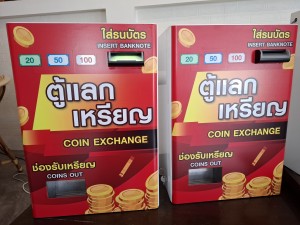 ใส่ธนบัตร
INSERT BANKNOTE
20 50 100
ตู้แลก
เหรียญ
COIN EXCHANGE
ช่องรับเหรียญ
COINS OUT
ใส่ธนบัตร
INSERT BANKNOTE
20 50 100
ตู้แลก
เหรียญ
COIN EXCHANGE
ช่องรับเหรียญ
COINS OUT